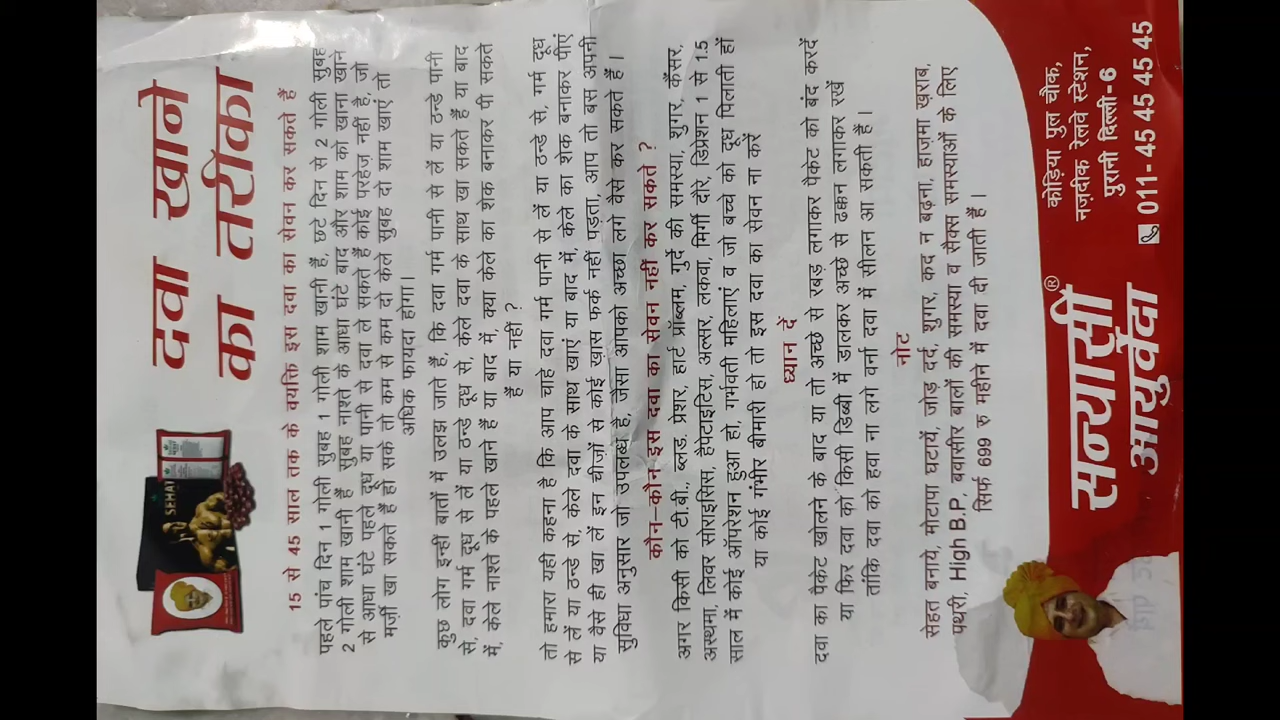 दवा खाने
का तरीका
SEHAT
15 से 45 साल तक के वयक्ति इस दवा का सेवन कर सकते हैं
पहले पांच दिन 1 गोली सुबह 1 गोली शाम खानी हैं, छटे दिन से 2 गोली सुबह
2 गोली शाम खानी हैं सुबह नाश्ते के आधा घंटे बाद और शाम को खाना खाने
से आधा घंटे पहले दूध या पानी से दवा ले सकते हैं कोई परहेज़ नहीं है, जो
मर्ज़ी खा सकते हैं हो सके तो कम से कम दो केले सुबह दो शाम खाएं तो
अधिक फायदा होगा।
कुछ लोग इन्ही बातों में उलझ जाते हैं, कि दवा गर्म पानी से लें या ठन्डे पानी
से, दवा गर्म दूध से लें या ठन्डे दूध से, केले दवा के साथ खा सकते हैं या बाद
में, केले नाश्ते के पहले खाने हैं या बाद में, क्या केले का शेक बनाकर पी सकते
हैं या नहीं ?
तो हमारा यही कहना है कि आप चाहे दवा गर्म पानी से लें या ठन्डे से, गर्म दूध
से लें या ठन्डे से, केले दवा के साथ खाएं या बाद में, केले का शेक बनाकर पीएं
या वैसे ही खा लें इन चीज़ों से कोई खास फर्क नहीं पड़ता, आप तो बस अपनी
सुविधा अनुसार जो उपलब्ध है, जैसा आपको अच्छा लगे वैसे कर सकते हैं ।
कौन–कौन इस दवा का सेवन नहीं कर सकते ?
अगार किसी को टी.बी., ब्लड, प्रेशर, हार्ट प्रॉब्लम, गुर्दे की समस्या, शुगर, कैंसर,
अस्थमा, लिवर सोराइसिस, हैपेटाइटिस, अल्सर, लकवा, मिर्गी दौरे, डिप्रेशन 1 से 1.5
साल में कोई ऑपरेशन हुआ हो, गर्भवती महिलाएं व जो बच्चे को दूध पिलाती हों
या कोई गंभीर बीमारी हो तो इस दवा का सेवन ना करें
ध्यान दें
दवा का पैकेट खोलने के बाद या तो अच्छे से रबड़ लगाकर पैकेट को बंद करदें
या फिर दवा को किसी डिब्बी में डालकर अच्छे से ढक्कन लगाकर रखें
तांकि दवा को हवा ना लगे वर्ना दवा में सीलन आ सकती है ।
नोट
सेहत बनाये, मोटापा घटायें, जोड़ दर्द, शुगर, कद न बढ़ना, हाज़मा ख़राब,
पथरी, High B.P, बवासीर बालों की समस्या व सैक्स समस्याओं के लिए
सिर्फ 699 रु महीने में दवा दी जाती हैं ।
सन्यासी®
आयुर्वेदा
कोड़िया पुल चौक,
नज़दीक रेलवे स्टेशन,
पुरानी दिल्ली-6
011-45 45 45 45